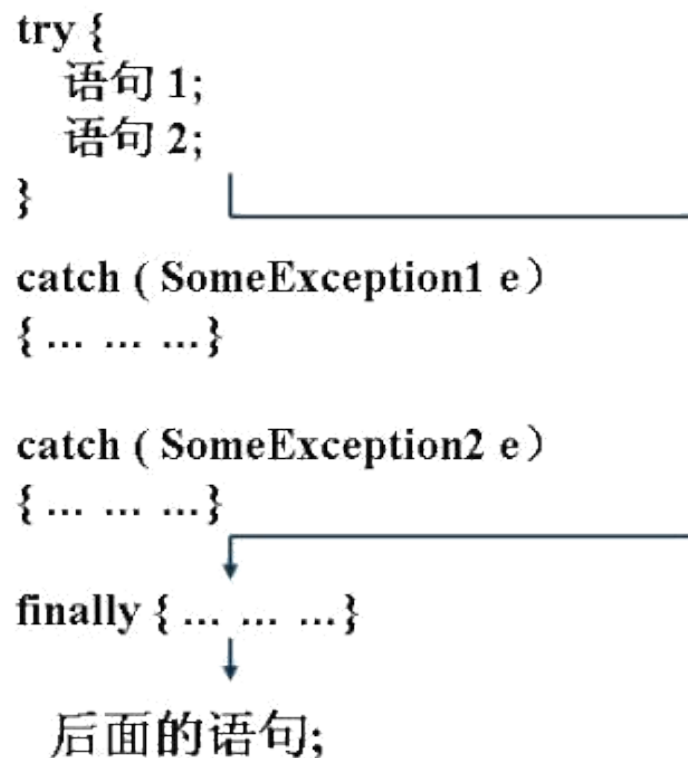 try {
语句 1;
语句 2;
}
catch ( SomeException1 e）
{ ... ... ...}
catch ( SomeException2 e）
{ ... ... ...}
finally { ... ... ...}
后面的语句;